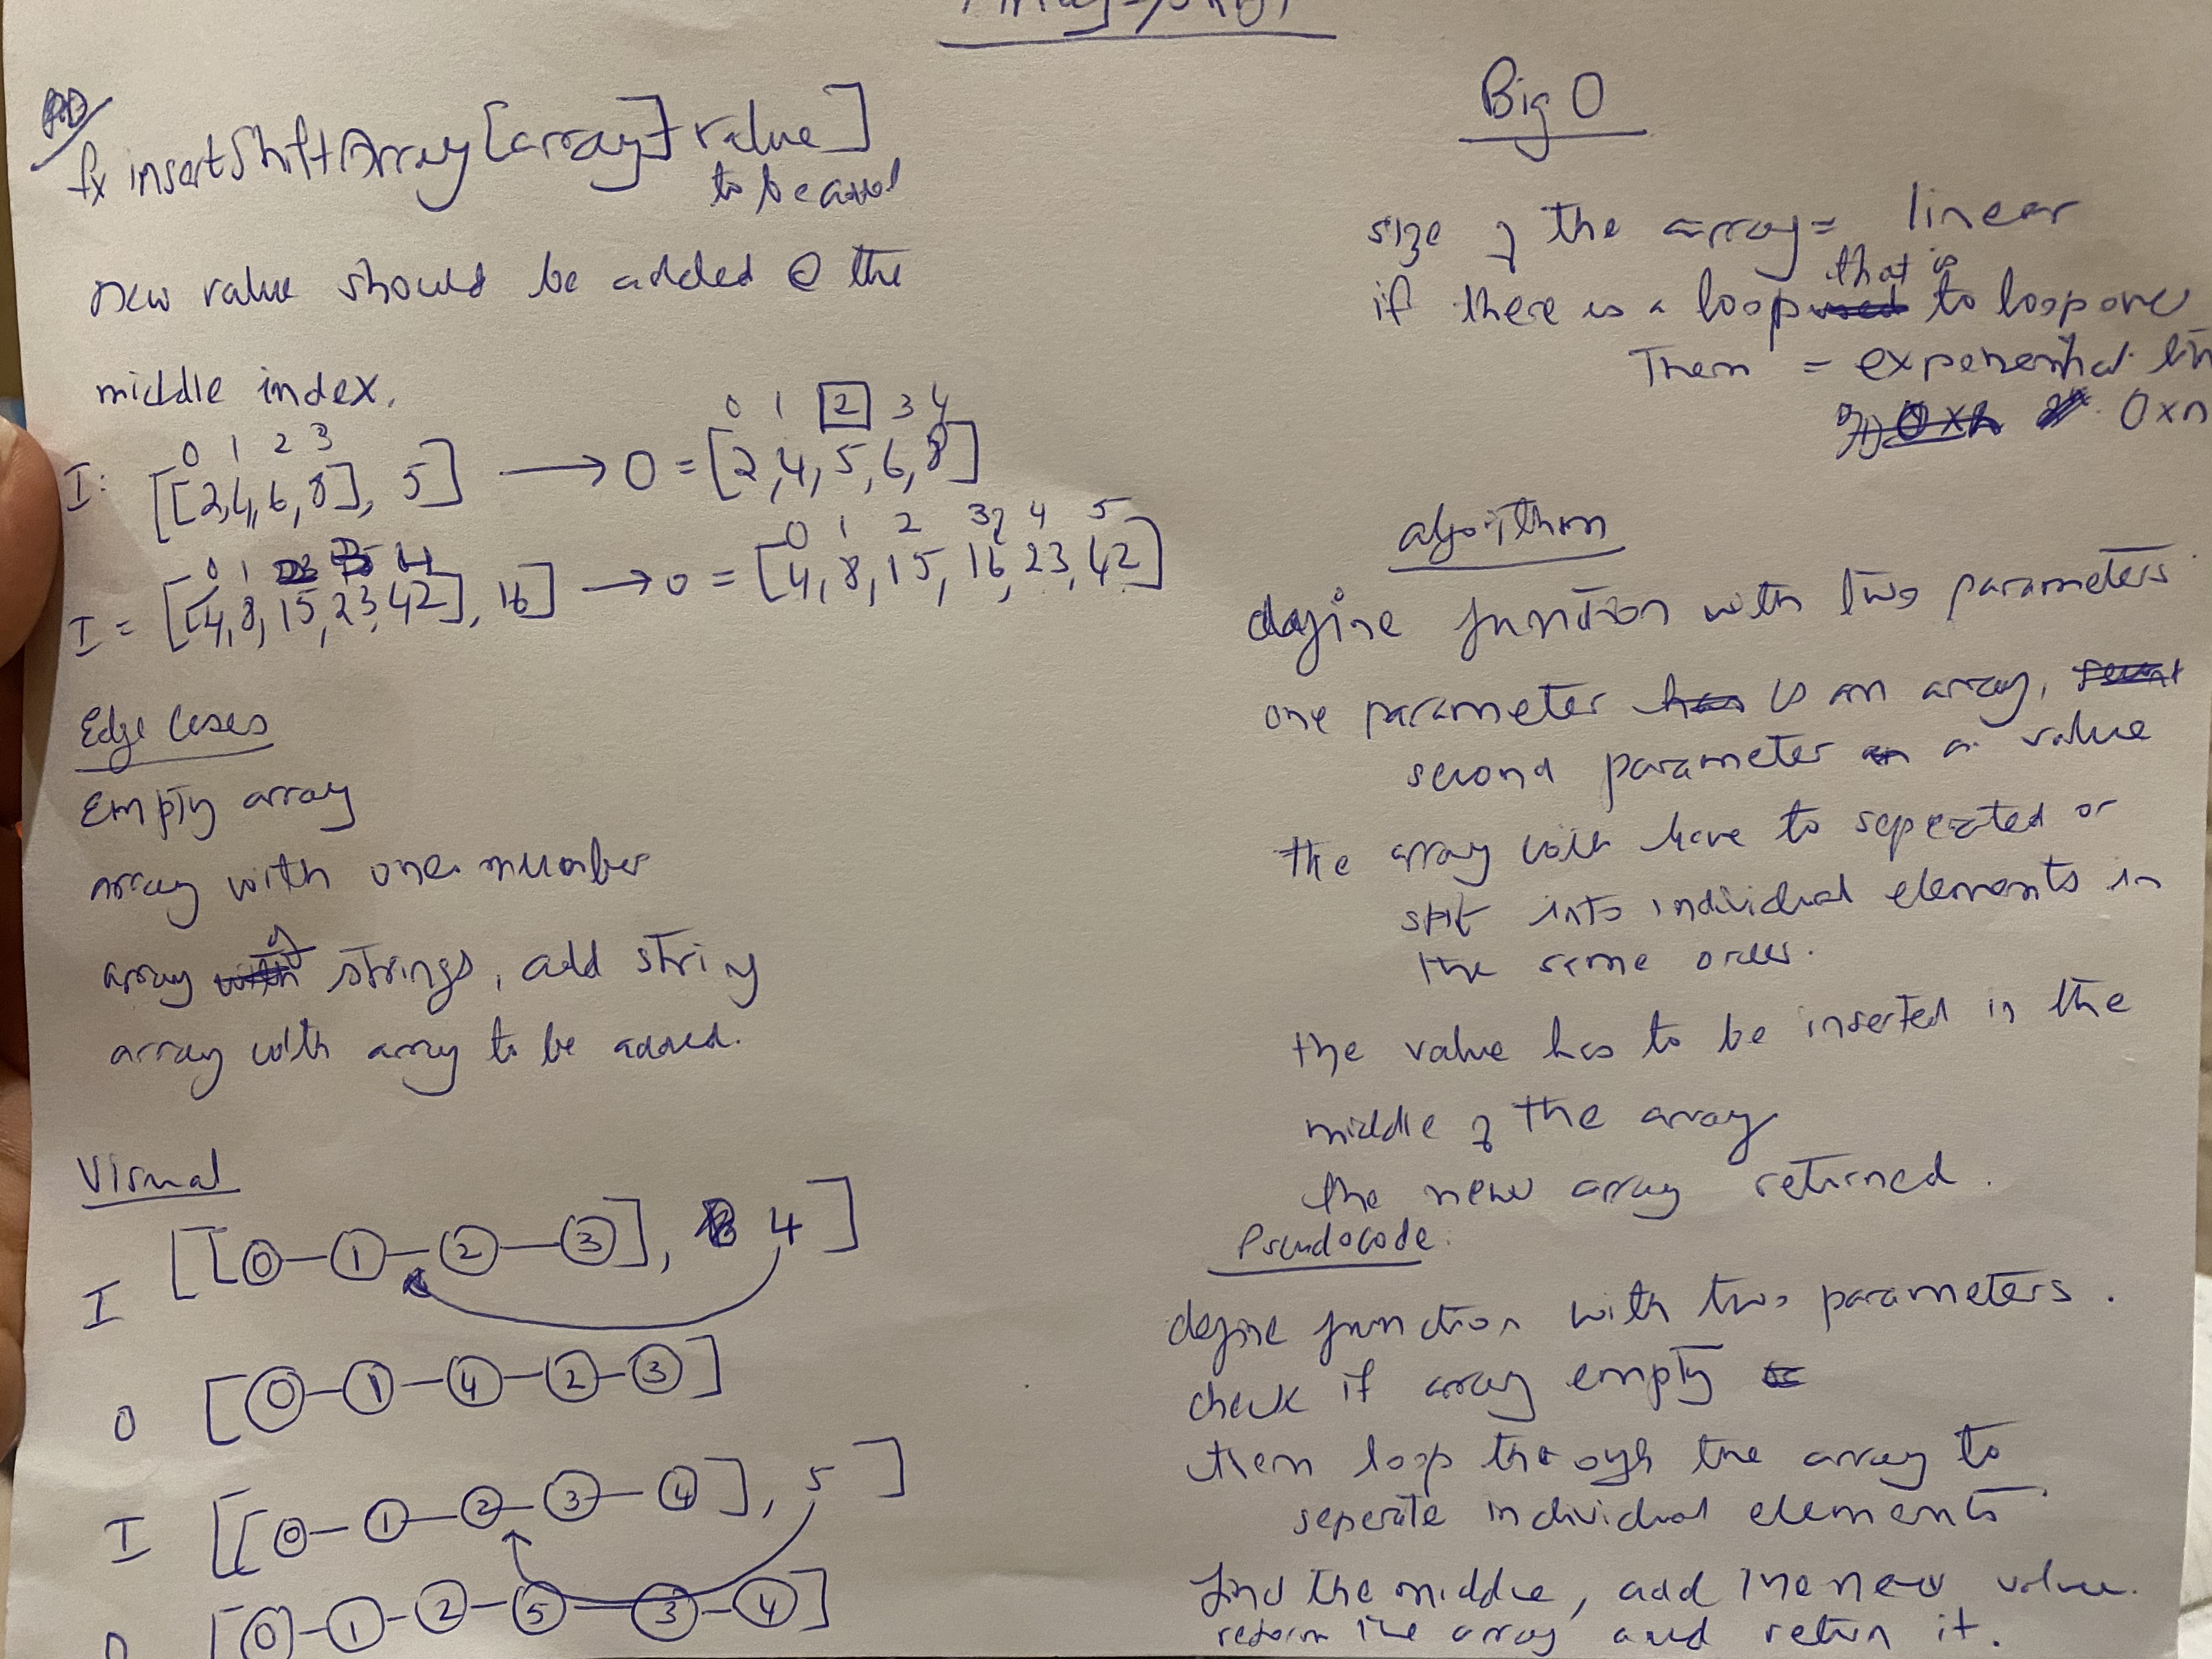 PD
fx insertShiftArray[array] value]
to be add
new value should be added @ the
middle index.
0 1 2 3
I: [[2,4,6,8], 5] → O = [2,4,5,6,8]
0 1 2 3 4
I = [[4,8,15,23,42], 16] → O = [4,8,15,16,23,42]
0 1
0 1 2 3 4 5
Edge Cases
Empty array
array with one number
array of strings, add string
array with array to be added.
Visual
I [[0—1—2—3], 4]
O [0—1—4—2—3]
I [[0—1—2—3—4], 5]
O [0—1—2—5—3—4]
Big O
size of the array = linear
if there is a loop that is to loop over
Them = exponential
O x n
algorithm
define function with two parameters
one parameter is an array,
second parameter a value
the array will have to seperated or
split into individual elements in
the same order.
the value has to be inserted in the
middle of the array
the new array returned.
Pseudocode.
define function with two parameters.
check if array empty
then loop through the array to
seperate individual elements
find the middle, add the new value.
reform the array and return it.